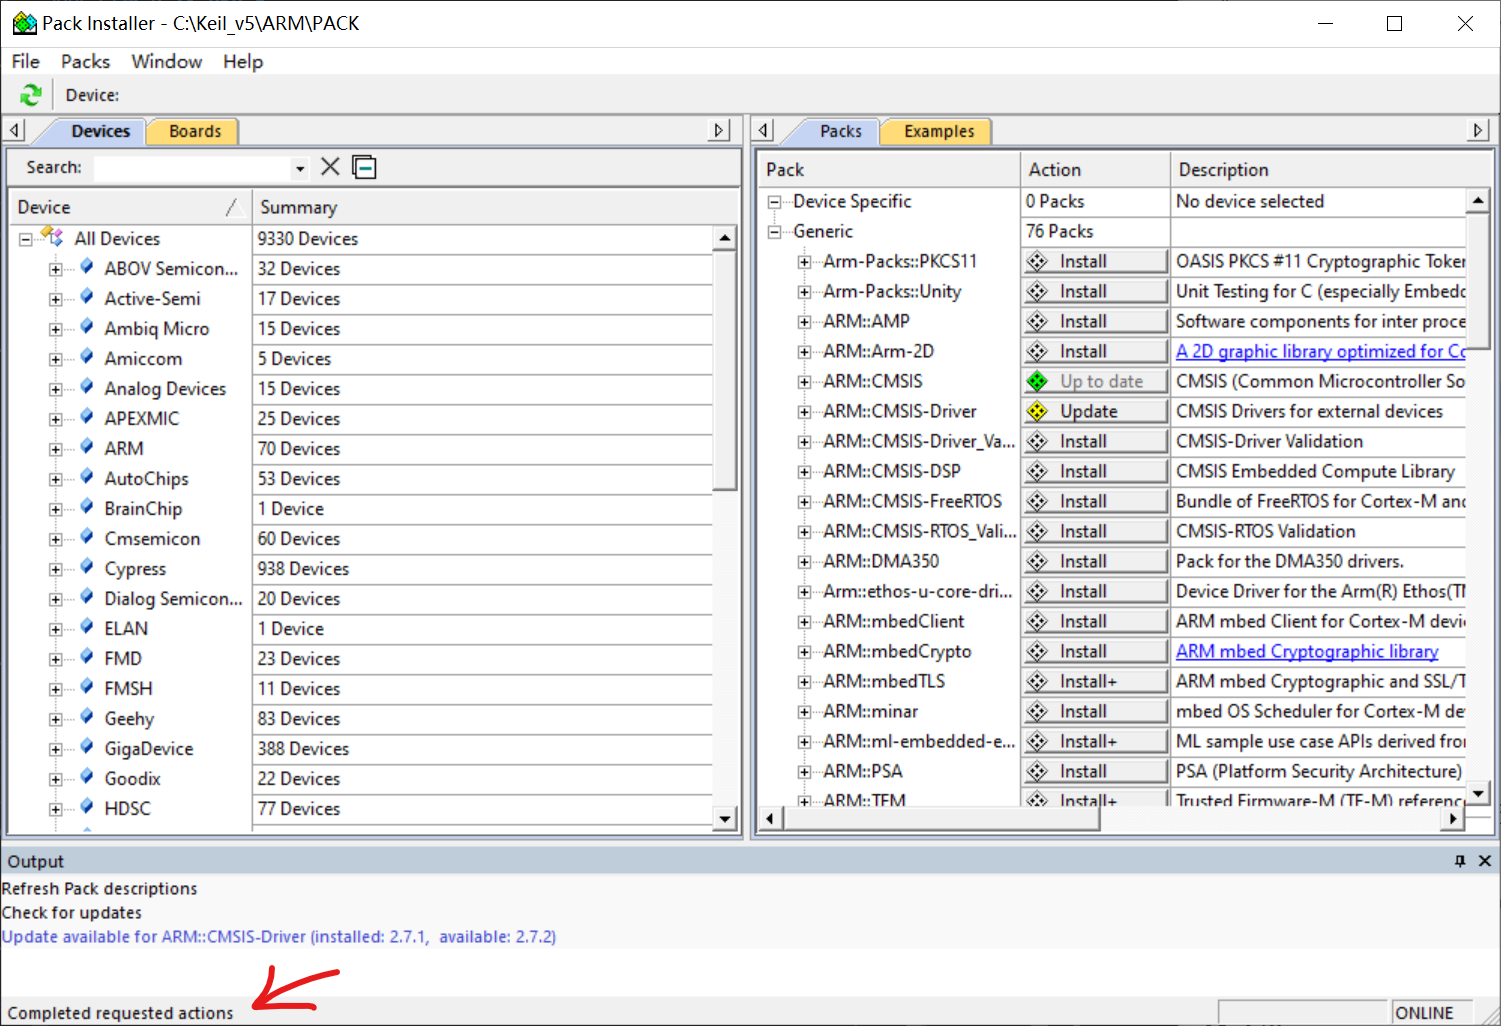 Pack Installer - C:\Keil_v5\ARM\PACK
File Packs Window Help
Device:
Devices Boards
Search:
Device Summary
All Devices 9330 Devices
ABOV Semicon... 32 Devices
Active-Semi 17 Devices
Ambiq Micro 15 Devices
Amiccom 5 Devices
Analog Devices 15 Devices
APEXMIC 25 Devices
ARM 70 Devices
AutoChips 53 Devices
BrainChip 1 Device
Cmsemicon 60 Devices
Cypress 938 Devices
Dialog Semicon... 20 Devices
ELAN 1 Device
FMD 23 Devices
FMSH 11 Devices
Geehy 83 Devices
GigaDevice 388 Devices
Goodix 22 Devices
HDSC 77 Devices
Packs Examples
Pack Action Description
Device Specific 0 Packs No device selected
Generic 76 Packs
Arm-Packs::PKCS11 Install OASIS PKCS #11 Cryptographic Token
Arm-Packs::Unity Install Unit Testing for C (especially Embedd
ARM::AMP Install Software components for inter proce
ARM::Arm-2D Install A 2D graphic library optimized for Co
ARM::CMSIS Up to date CMSIS (Common Microcontroller So
ARM::CMSIS-Driver Update CMSIS Drivers for external devices
ARM::CMSIS-Driver_Va... Install CMSIS-Driver Validation
ARM::CMSIS-DSP Install CMSIS Embedded Compute Library
ARM::CMSIS-FreeRTOS Install Bundle of FreeRTOS for Cortex-M and
ARM::CMSIS-RTOS_Vali... Install CMSIS-RTOS Validation
ARM::DMA350 Install Pack for the DMA350 drivers.
Arm::ethos-u-core-dri... Install Device Driver for the Arm(R) Ethos(TM
ARM::mbedClient Install ARM mbed Client for Cortex-M devi
ARM::mbedCrypto Install ARM mbed Cryptographic library
ARM::mbedTLS Install+ ARM mbed Cryptographic and SSL/T
ARM::minar Install mbed OS Scheduler for Cortex-M de
ARM::ml-embedded-e... Install+ ML sample use case APIs derived fro
ARM::PSA Install PSA (Platform Security Architecture)
ARM::TFM Install+ Trusted Firmware-M (TF-M) referenc
Output
Refresh Pack descriptions
Check for updates
Update available for ARM::CMSIS-Driver (installed: 2.7.1, available: 2.7.2)
Completed requested actions ONLINE